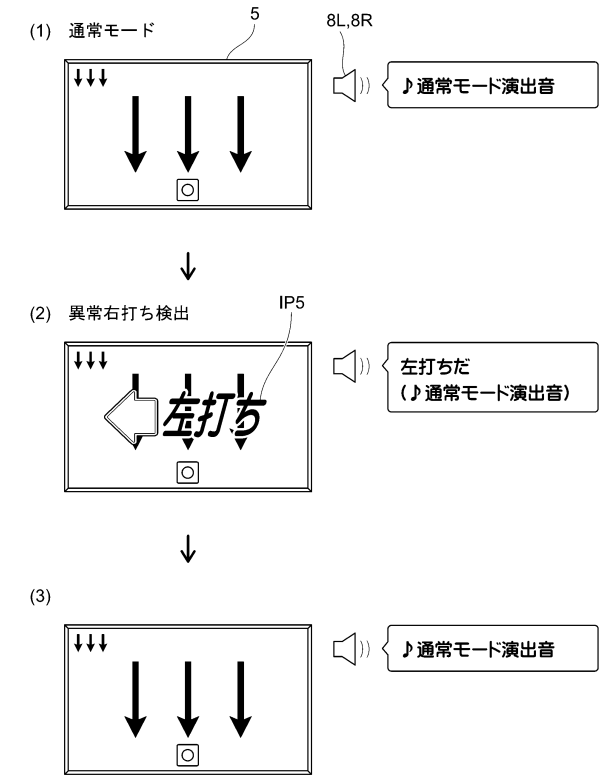 (1) 通常モード
5
8L,8R
♪通常モード演出音
(2) 異常右打ち検出
IP5
左打ち
左打ちだ
(♪通常モード演出音)
(3)
♪通常モード演出音